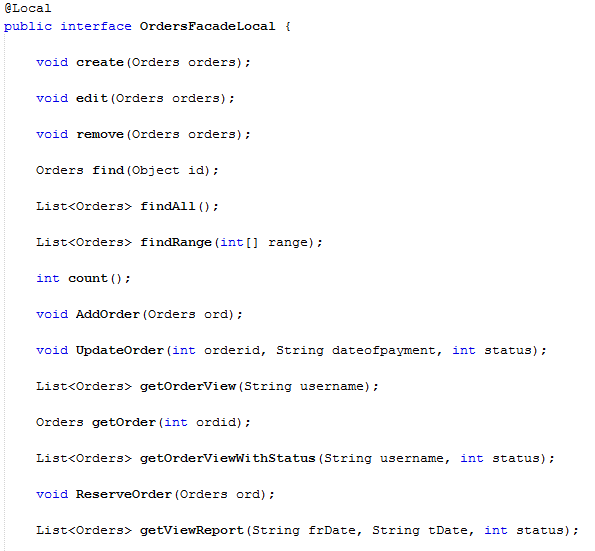 @Local
public interface OrdersFacadeLocal {
void create(Orders orders);
void edit(Orders orders);
void remove(Orders orders);
Orders find(Object id);
List<Orders> findAll();
List<Orders> findRange(int[] range);
int count();
void AddOrder(Orders ord);
void UpdateOrder(int orderid, String dateofpayment, int status);
List<Orders> getOrderView(String username);
Orders getOrder(int ordid);
List<Orders> getOrderViewWithStatus(String username, int status);
void ReserveOrder(Orders ord);
List<Orders> getViewReport(String frDate, String tDate, int status);